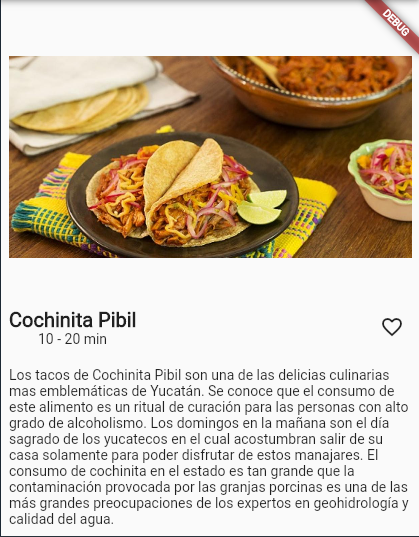 DEBUG
Cochinita Pibil
10 - 20 min
Los tacos de Cochinita Pibil son una de las delicias culinarias
mas emblemáticas de Yucatán. Se conoce que el consumo de
este alimento es un ritual de curación para las personas con alto
grado de alcoholismo. Los domingos en la mañana son el día
sagrado de los yucatecos en el cual acostumbran salir de su
casa solamente para poder disfrutar de estos manajares. El
consumo de cochinita en el estado es tan grande que la
contaminación provocada por las granjas porcinas es una de las
más grandes preocupaciones de los expertos en geohidrología y
calidad del agua.